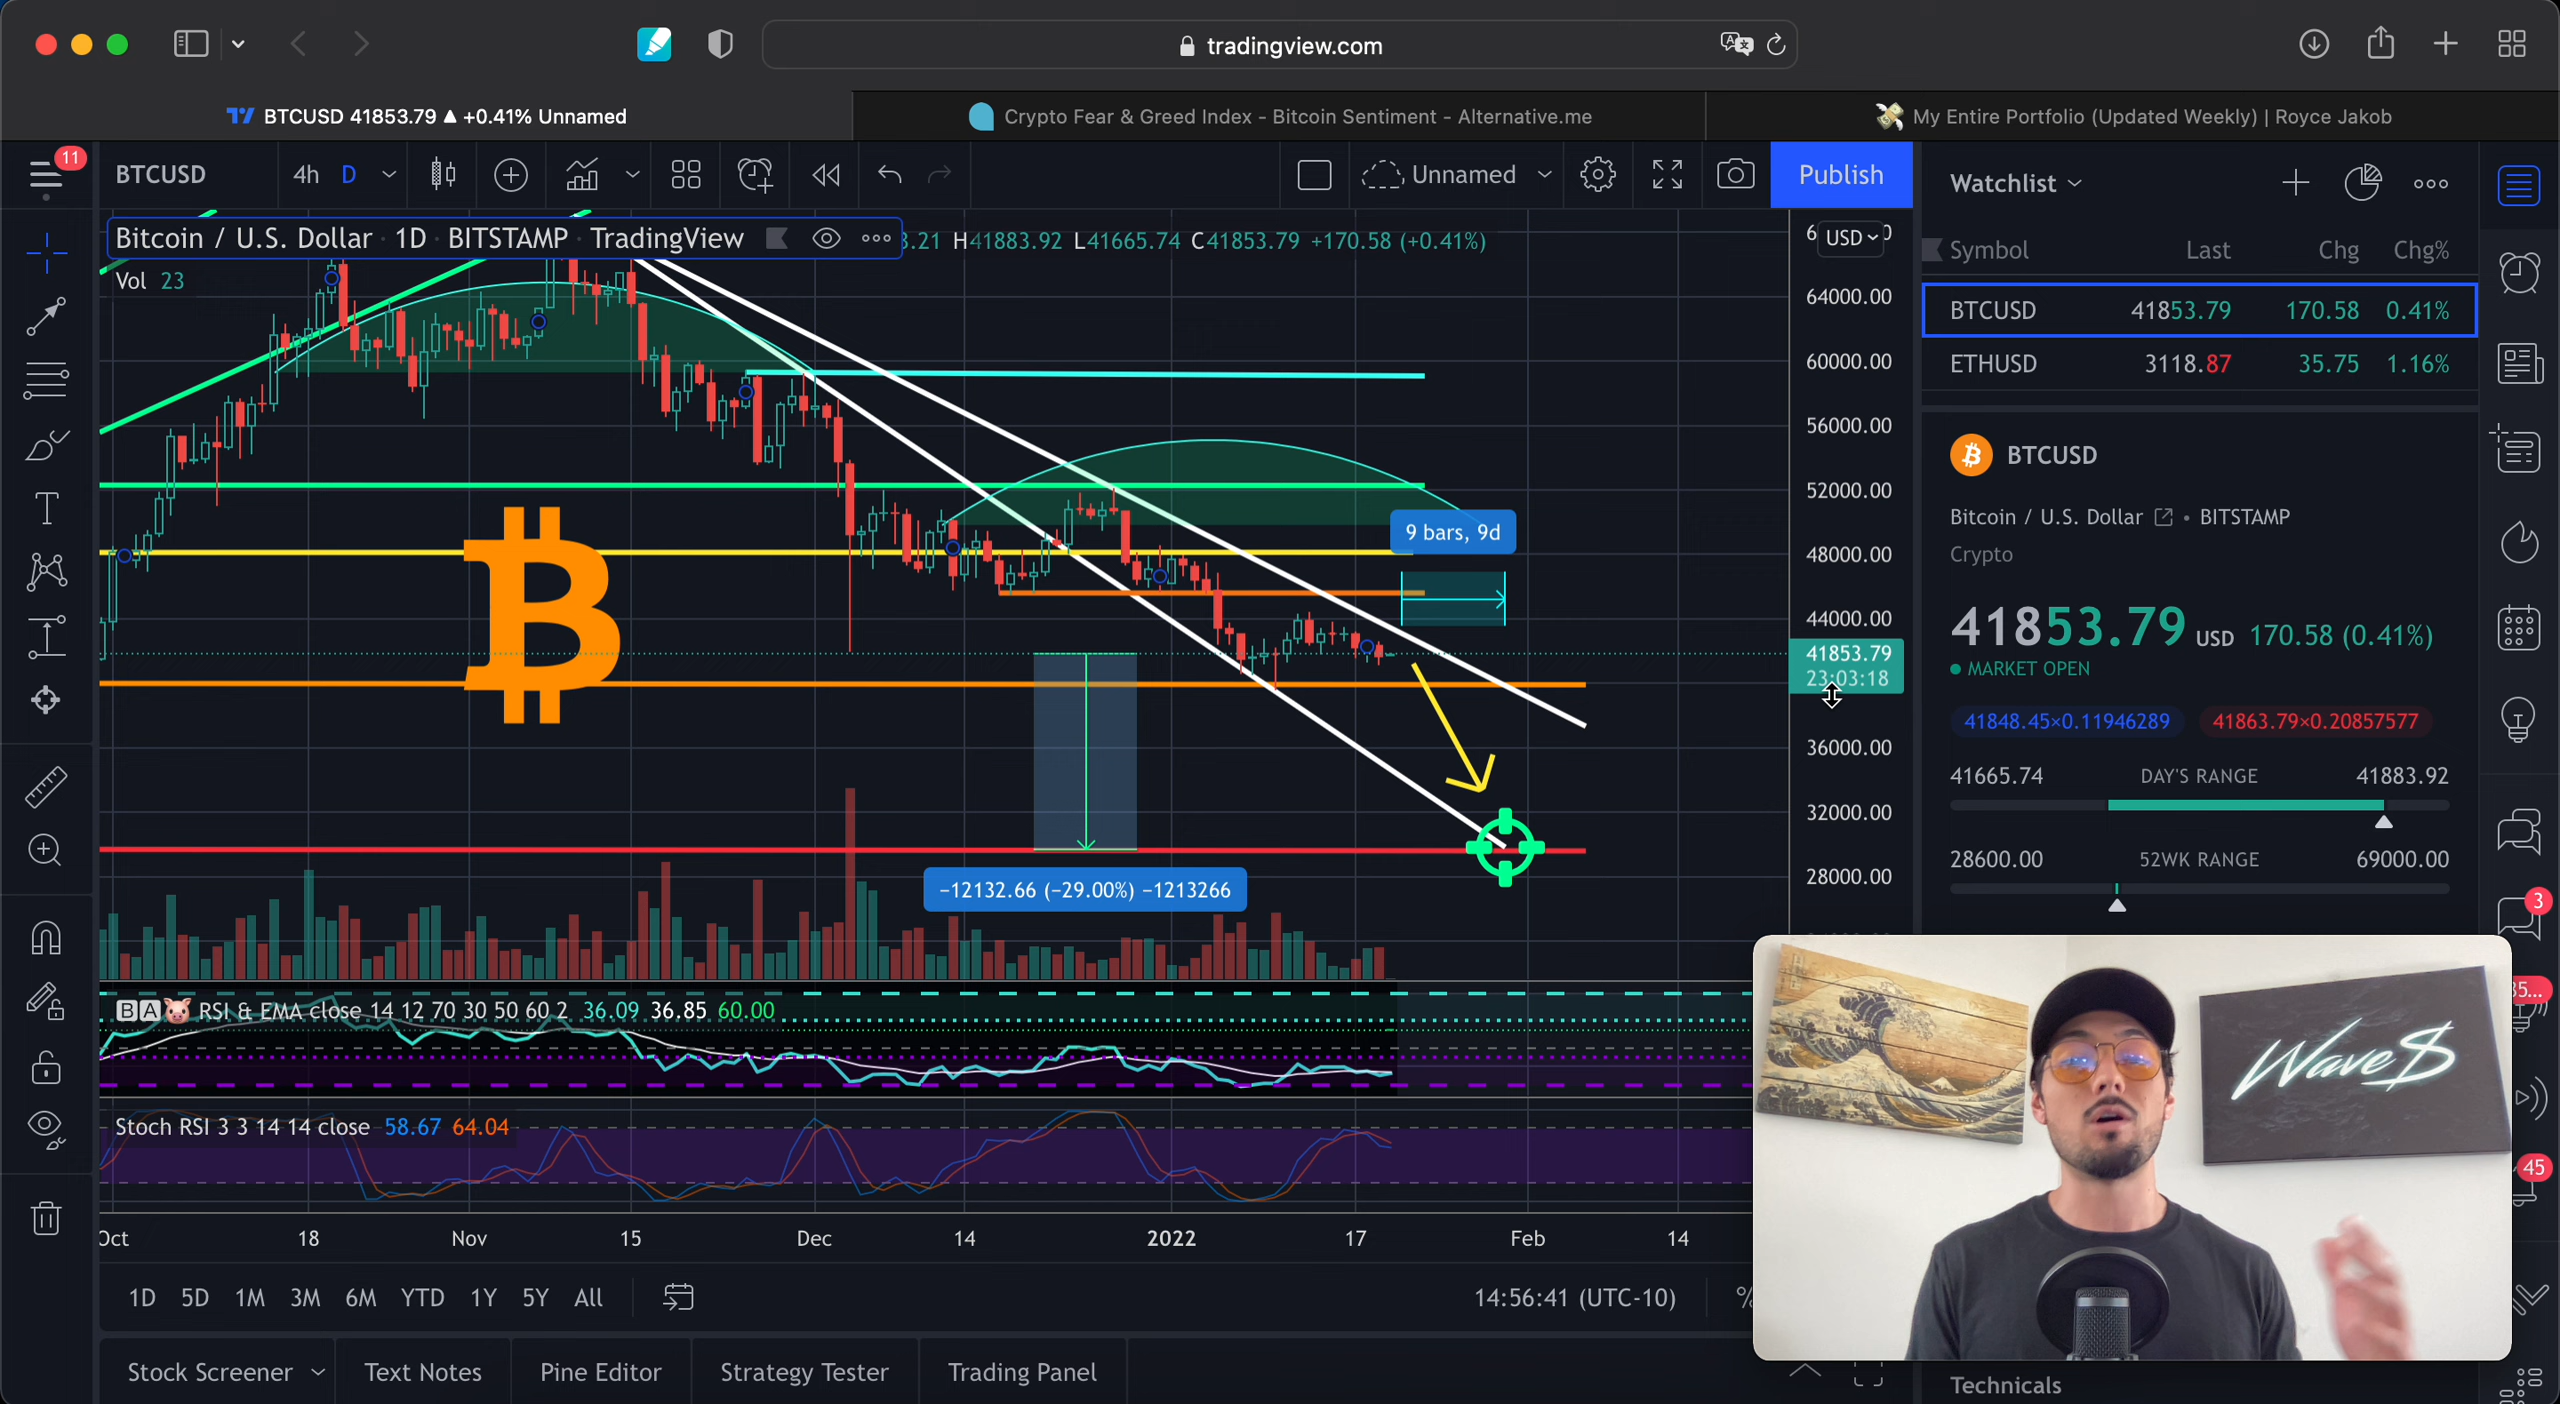 tradingview.com
BTCUSD 41853.79 ▲ +0.41% Unnamed
Crypto Fear & Greed Index - Bitcoin Sentiment - Alternative.me
My Entire Portfolio (Updated Weekly) | Royce Jakob
11
BTCUSD
4h
D
Unnamed
Publish
Watchlist
Bitcoin / U.S. Dollar · 1D · BITSTAMP · TradingView
3.21 H41883.92 L41665.74 C41853.79 +170.58 (+0.41%)
USD
Vol 23
Symbol Last Chg Chg%
BTCUSD 41853.79 170.58 0.41%
ETHUSD 3118.87 35.75 1.16%
64000.00
60000.00
56000.00
52000.00
48000.00
44000.00
41853.79
23:03:18
36000.00
32000.00
28000.00
9 bars, 9d
−12132.66 (−29.00%) −1213266
BTCUSD
Bitcoin / U.S. Dollar • BITSTAMP
Crypto
41853.79 USD 170.58 (0.41%)
MARKET OPEN
41848.45×0.11946289 41863.79×0.20857577
41665.74 DAY'S RANGE 41883.92
28600.00 52WK RANGE 69000.00
3
35...
45
BA RSI & EMA close 14 12 70 30 50 60 2 36.09 36.85 60.00
Stoch RSI 3 3 14 14 close 58.67 64.04
Wave$
Oct 18 Nov 15 Dec 14 2022 17 Feb 14
1D 5D 1M 3M 6M YTD 1Y 5Y All
14:56:41 (UTC-10)
%
Stock Screener Text Notes Pine Editor Strategy Tester Trading Panel
Technicals